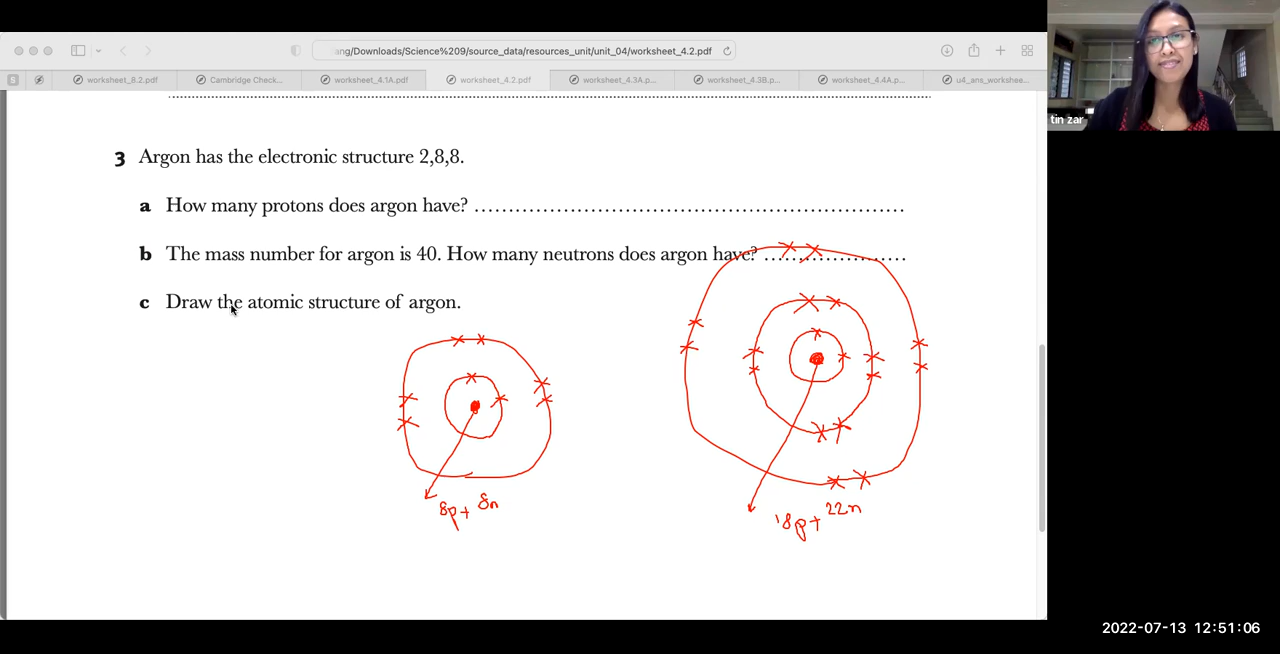 ang/Downloads/Science%209/source_data/resources_unit/unit_04/worksheet_4.2.pdf
worksheet_8.2.pdf
Cambridge Check...
worksheet_4.1A.pdf
worksheet_4.2.pdf
worksheet_4.3A.p...
worksheet_4.3B.p...
worksheet_4.4A.p...
u4_ans_workshee...
tin zar
3 Argon has the electronic structure 2,8,8.
a How many protons does argon have? ...............................................................
b The mass number for argon is 40. How many neutrons does argon have? .....................
c Draw the atomic structure of argon.
8p+ 8n
18p+ 22n
2022-07-13 12:51:06